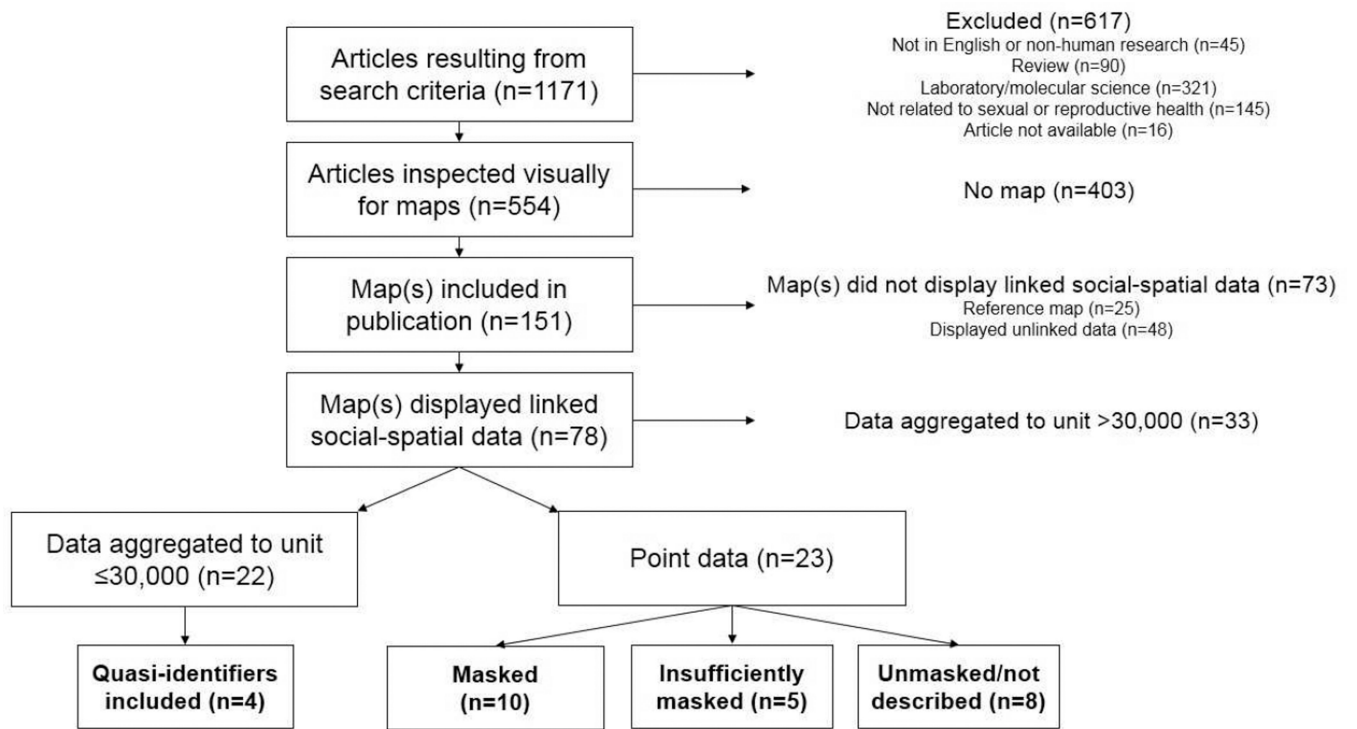 Articles resulting from
search criteria (n=1171)
Excluded (n=617)
Not in English or non-human research (n=45)
Review (n=90)
Laboratory/molecular science (n=321)
Not related to sexual or reproductive health (n=145)
Article not available (n=16)
Articles inspected visually
for maps (n=554)
No map (n=403)
Map(s) included in
publication (n=151)
Map(s) did not display linked social-spatial data (n=73)
Reference map (n=25)
Displayed unlinked data (n=48)
Map(s) displayed linked
social-spatial data (n=78)
Data aggregated to unit >30,000 (n=33)
Data aggregated to unit
≤30,000 (n=22)
Point data (n=23)
Quasi-identifiers
included (n=4)
Masked
(n=10)
Insufficiently
masked (n=5)
Unmasked/not
described (n=8)